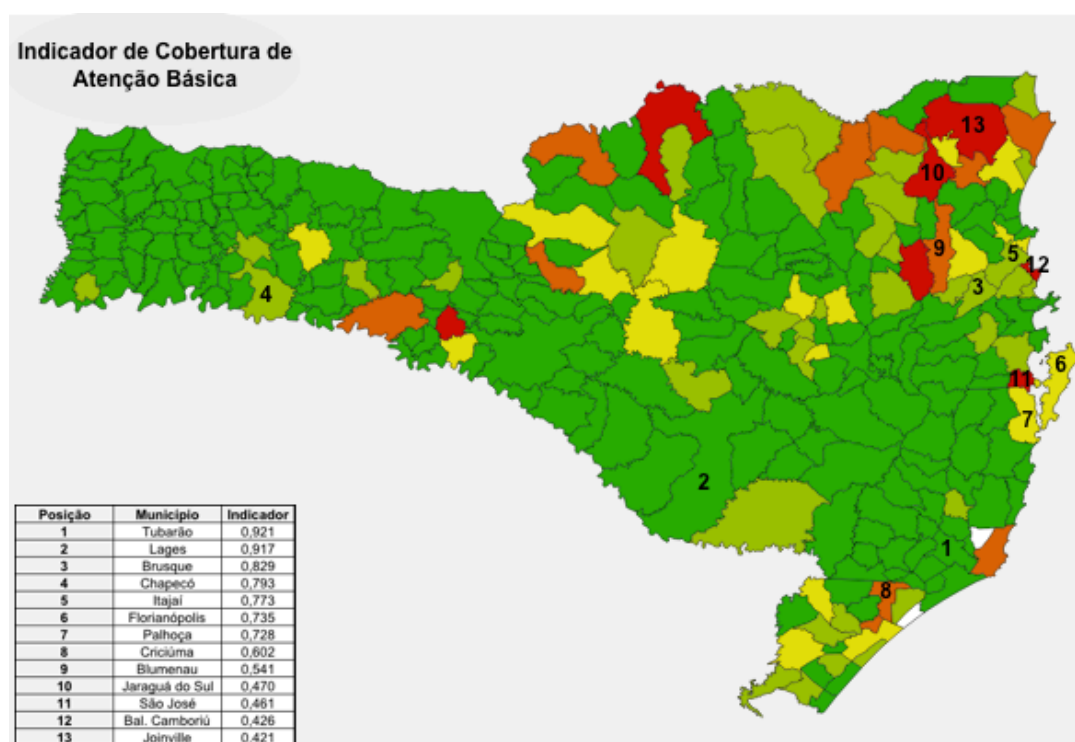 Indicador de Cobertura de
Atenção Básica
13
10
9
5
12
3
4
6
11
7
2
1
8
Posição Município Indicador
1 Tubarão 0,921
2 Lages 0,917
3 Brusque 0,829
4 Chapecó 0,793
5 Itajaí 0,773
6 Florianópolis 0,735
7 Palhoça 0,728
8 Criciúma 0,602
9 Blumenau 0,541
10 Jaraguá do Sul 0,470
11 São José 0,461
12 Bal. Camboriú 0,426
13 Joinville 0,421